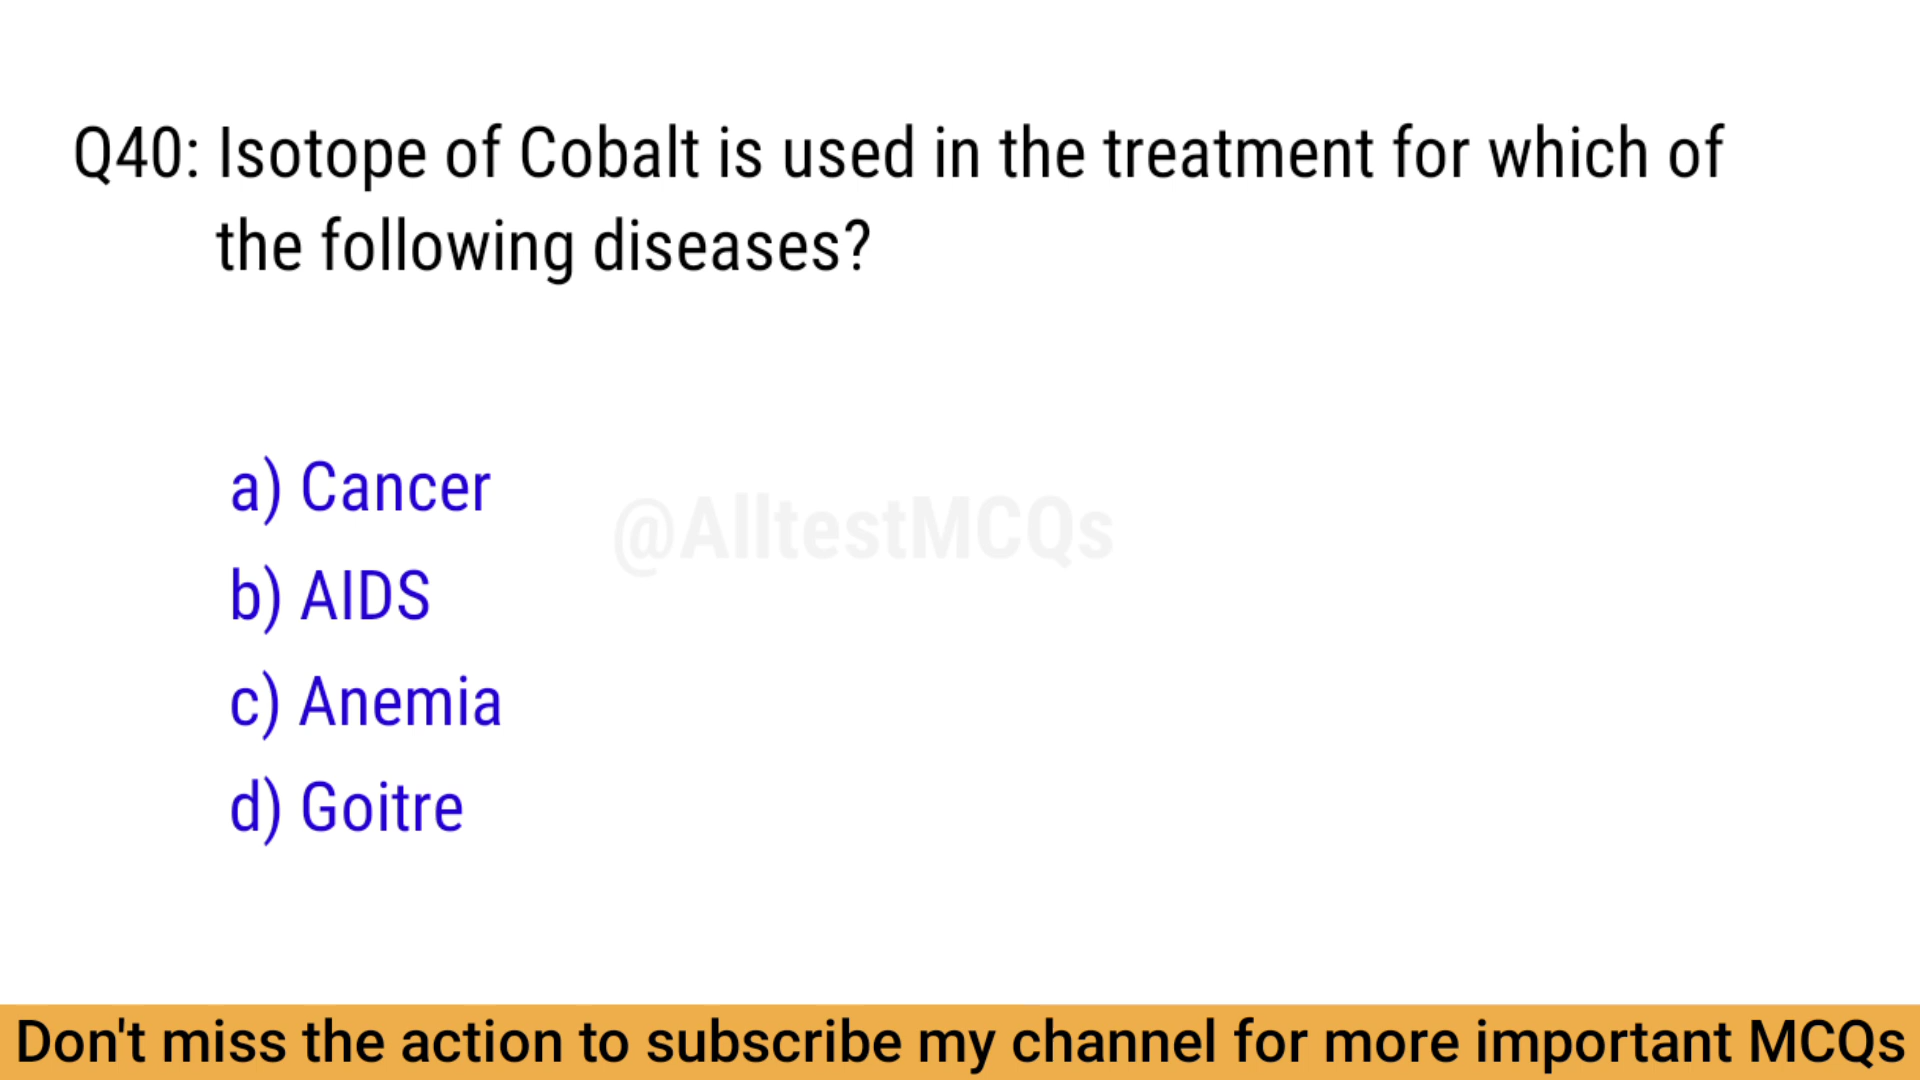 Q40: Isotope of Cobalt is used in the treatment for which of
the following diseases?
a) Cancer
@AlltestMCQs
b) AIDS
c) Anemia
d) Goitre
Don't miss the action to subscribe my channel for more important MCQs